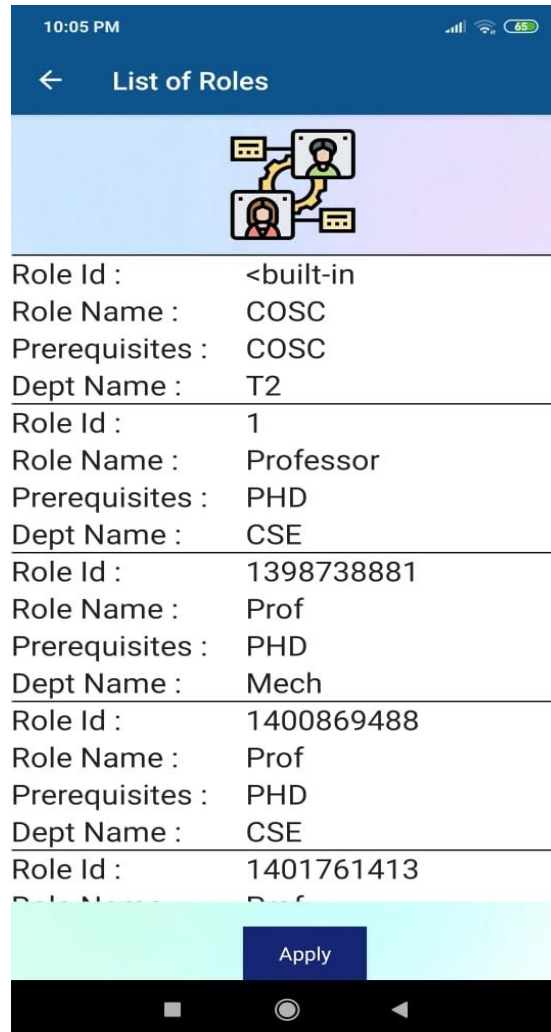 10:05 PM 65
List of Roles
Role Id : <built-in
Role Name : COSC
Prerequisites : COSC
Dept Name : T2
Role Id : 1
Role Name : Professor
Prerequisites : PHD
Dept Name : CSE
Role Id : 1398738881
Role Name : Prof
Prerequisites : PHD
Dept Name : Mech
Role Id : 1400869488
Role Name : Prof
Prerequisites : PHD
Dept Name : CSE
Role Id : 1401761413
Apply